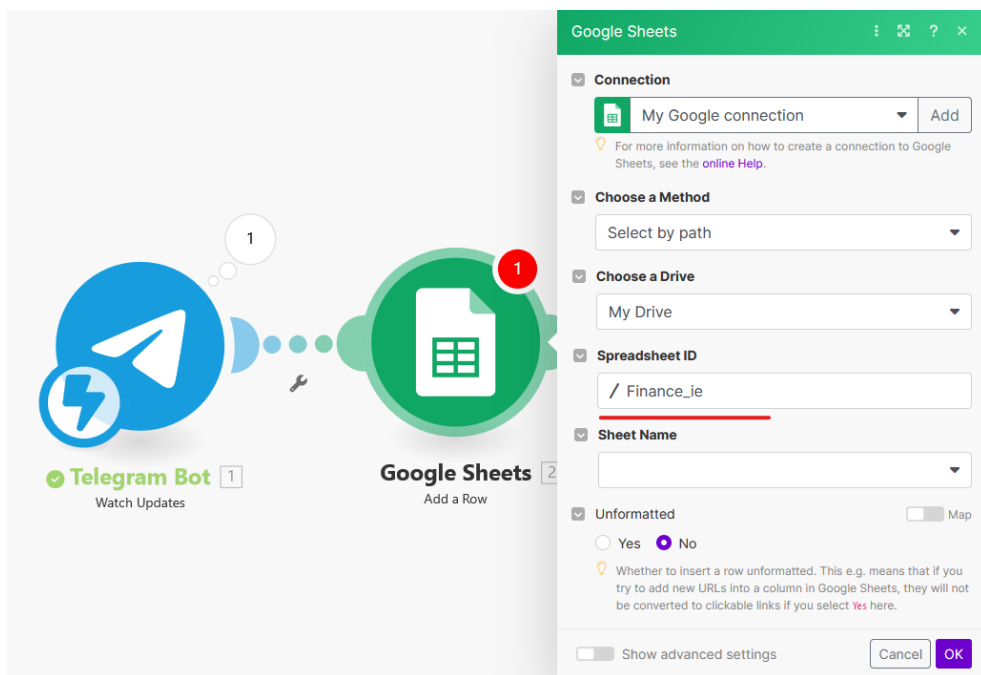 Google Sheets
Connection
My Google connection
Add
For more information on how to create a connection to Google
Sheets, see the online Help.
Choose a Method
Select by path
Choose a Drive
My Drive
Spreadsheet ID
/ Finance_ie
Sheet Name
Unformatted
Map
Yes
No
Whether to insert a row unformatted. This e.g. means that if you
try to add new URLs into a column in Google Sheets, they will not
be converted to clickable links if you select Yes here.
Show advanced settings
Cancel
OK
1
1
Telegram Bot 1
Watch Updates
Google Sheets 2
Add a Row